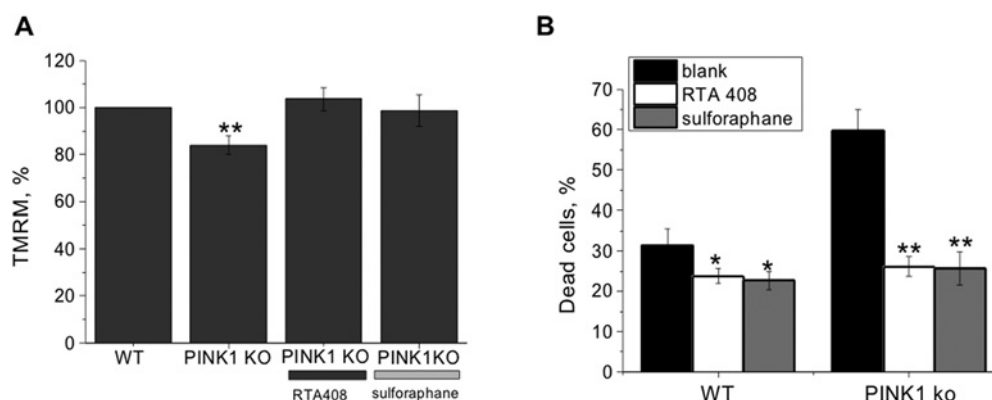 A
120
100
80
60
40
20
0
TMRM, %
**
WT
PINK1 KO
PINK1 KO
PINK1KO
RTA408
sulforaphane
B
blank
RTA 408
sulforaphane
70
60
50
40
30
20
10
0
Dead cells, %
*
*
**
**
WT
PINK1 ko